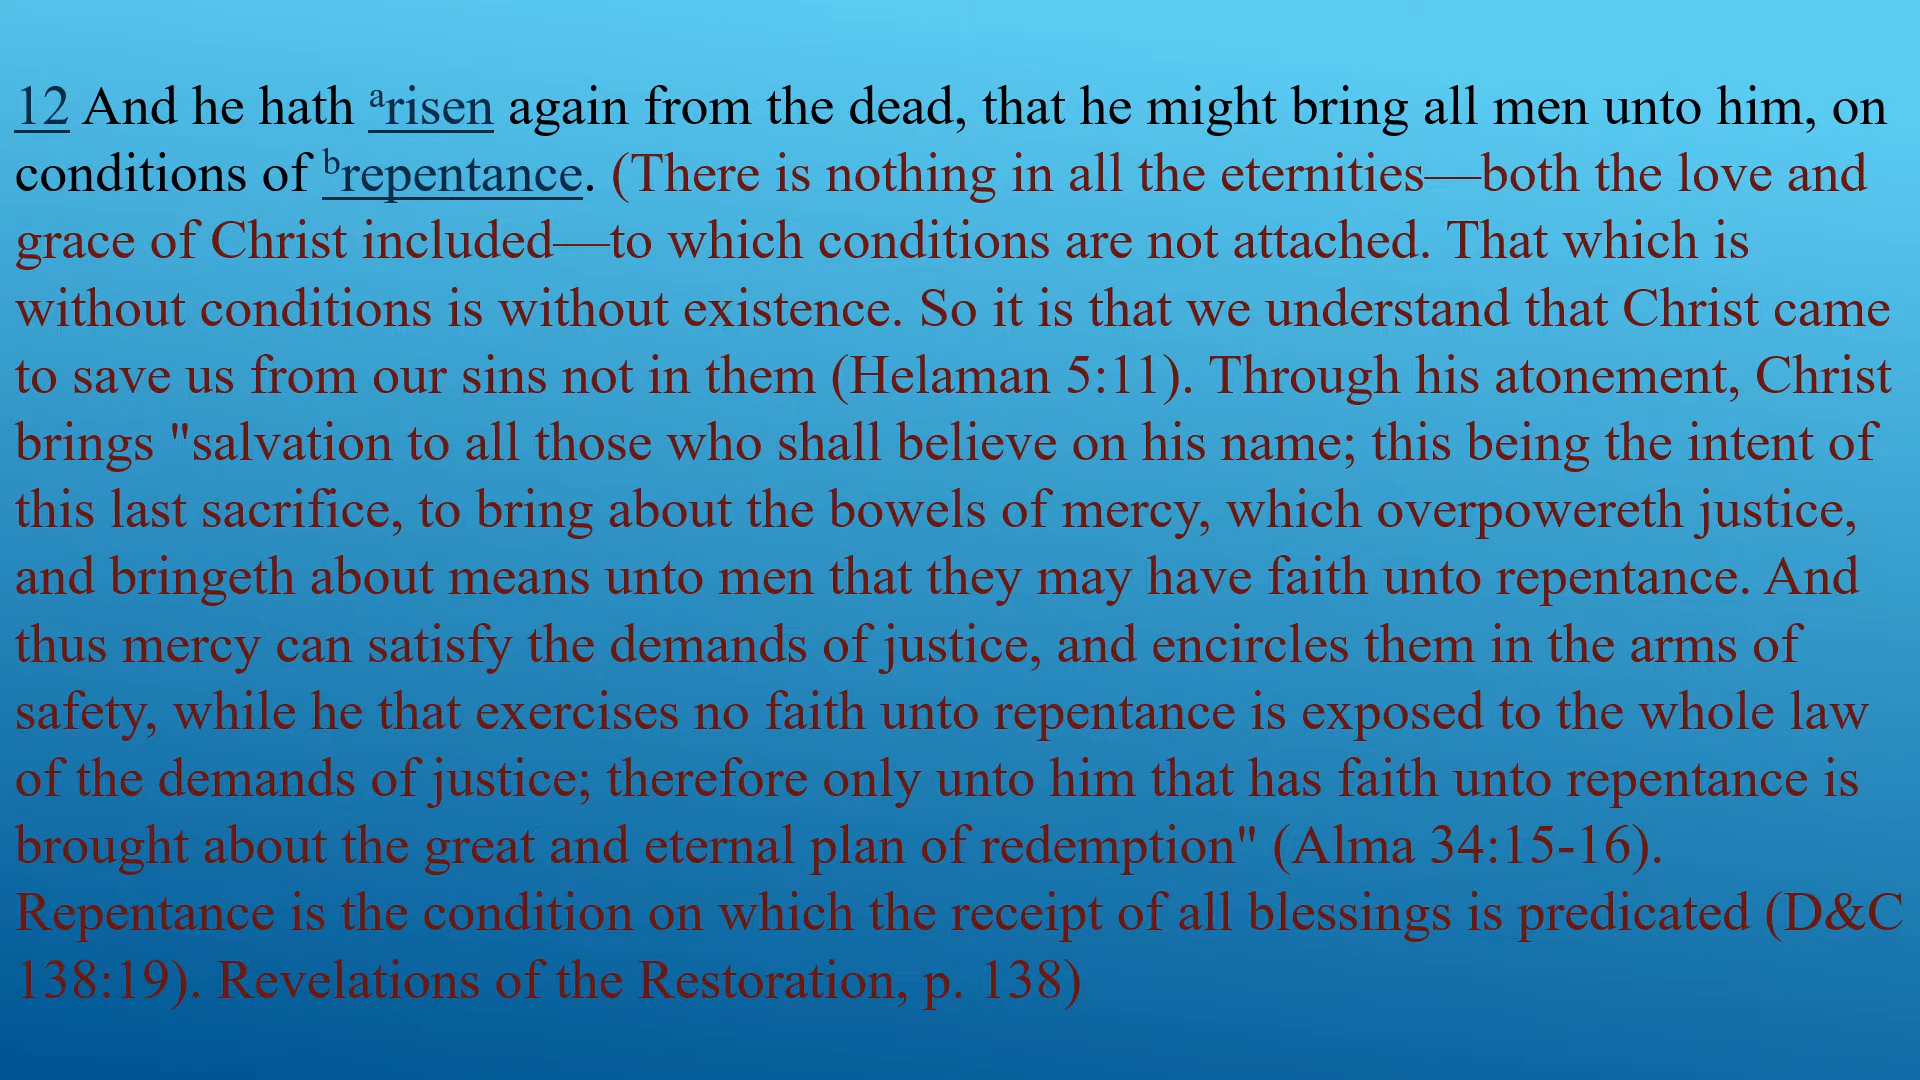 12 And he hath arisen again from the dead, that he might bring all men unto him, on
conditions of brepentance. (There is nothing in all the eternities—both the love and
grace of Christ included—to which conditions are not attached. That which is
without conditions is without existence. So it is that we understand that Christ came
to save us from our sins not in them (Helaman 5:11). Through his atonement, Christ
brings "salvation to all those who shall believe on his name; this being the intent of
this last sacrifice, to bring about the bowels of mercy, which overpowereth justice,
and bringeth about means unto men that they may have faith unto repentance. And
thus mercy can satisfy the demands of justice, and encircles them in the arms of
safety, while he that exercises no faith unto repentance is exposed to the whole law
of the demands of justice; therefore only unto him that has faith unto repentance is
brought about the great and eternal plan of redemption" (Alma 34:15-16).
Repentance is the condition on which the receipt of all blessings is predicated (D&C
138:19). Revelations of the Restoration, p. 138)